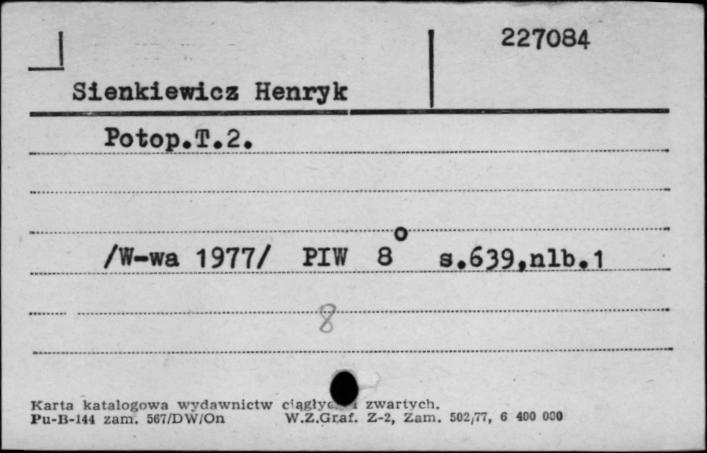 227084
Sienkiewicz Henryk
Potop.T.2.
/W-wa 1977/ PIW 8° s.639,nlb.1
8
Karta katalogowa wydawnictw zwartych.
Pu-B-144 zam. 567/DW/On W.Z.Graf. Z-2, Zam. 502/77, 6 400 000